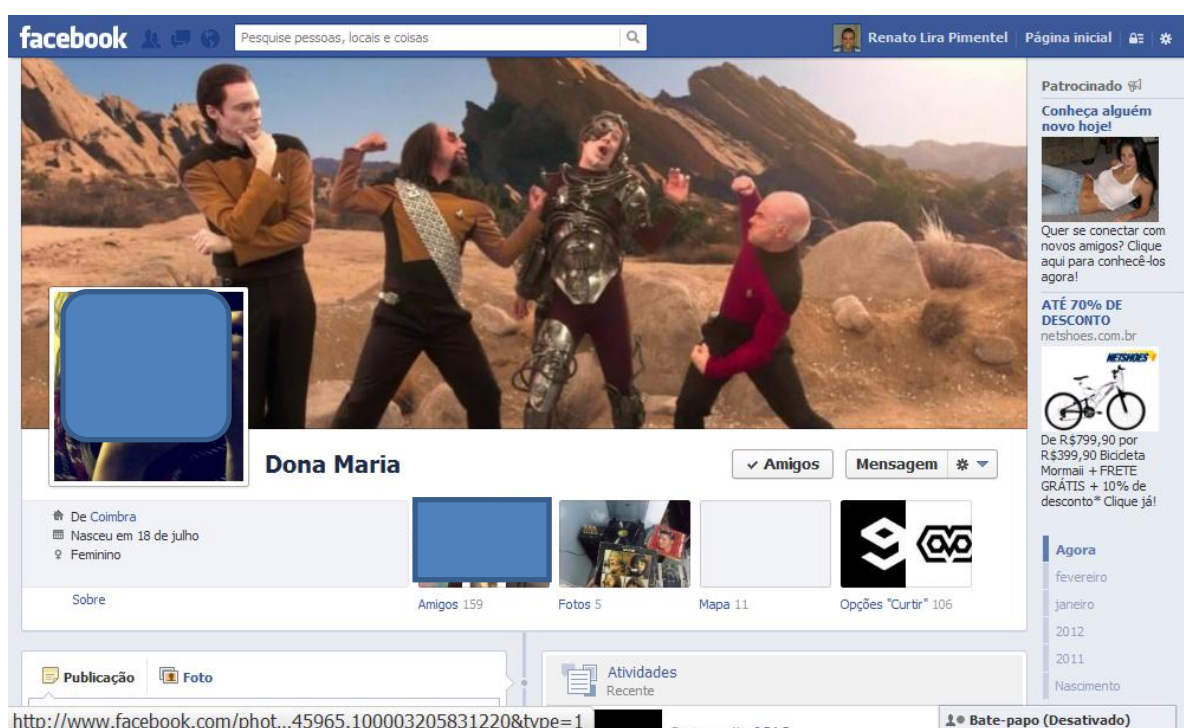 facebook
Pesquise pessoas, locais e coisas
Renato Lira Pimentel
Página inicial
Dona Maria
✓ Amigos
Mensagem
De Coimbra
Nasceu em 18 de julho
Feminino
Sobre
Amigos 159
Fotos 5
Mapa 11
Opções "Curtir" 106
Publicação
Foto
Atividades
Recente
http://www.facebook.com/phot...45965.100003205831220&type=1
Patrocinado
Conheça alguém
novo hoje!
Quer se conectar com
novos amigos? Clique
aqui para conhecê-los
agora!
ATÉ 70% DE
DESCONTO
netshoes.com.br
NETSHOES
De R$799,90 por
R$399,90 Bicicleta
Mormaii + FRETE
GRÁTIS + 10% de
desconto* Clique já!
Agora
fevereiro
janeiro
2012
2011
Nascimento
Bate-papo (Desativado)